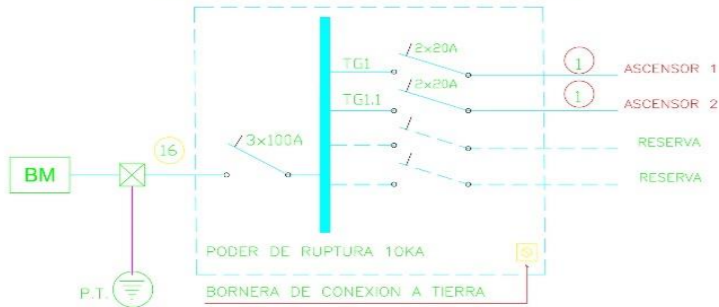 TG1
2x20A
1
ASCENSOR 1
TG1.1
2x20A
1
ASCENSOR 2
16
3x100A
RESERVA
BM
RESERVA
PODER DE RUPTURA 10KA
P.T.
BORNERA DE CONEXION A TIERRA